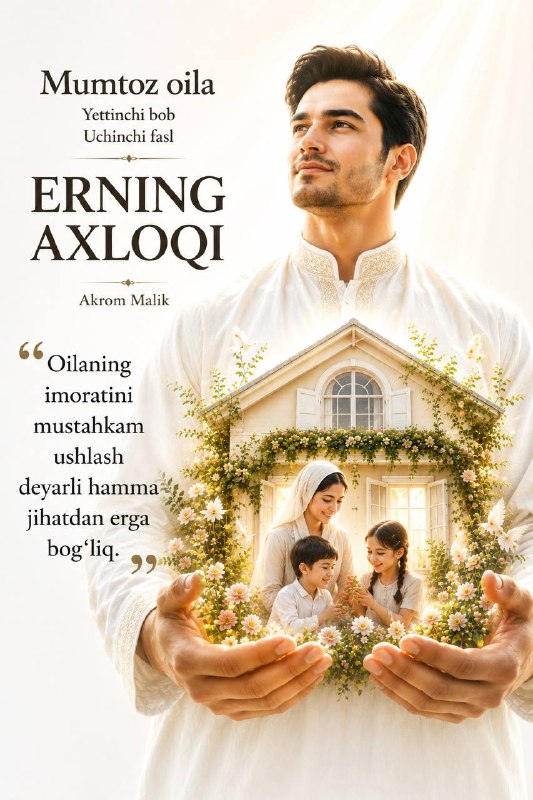 Mumtoz oila
Yettinchi bob
Uchinchi fasl
ERNING
AXLOQI
Akrom Malik
“Oilaning
imoratini
mustahkam
ushlash
deyarli hamma
jihatdan erga
bog‘liq.”